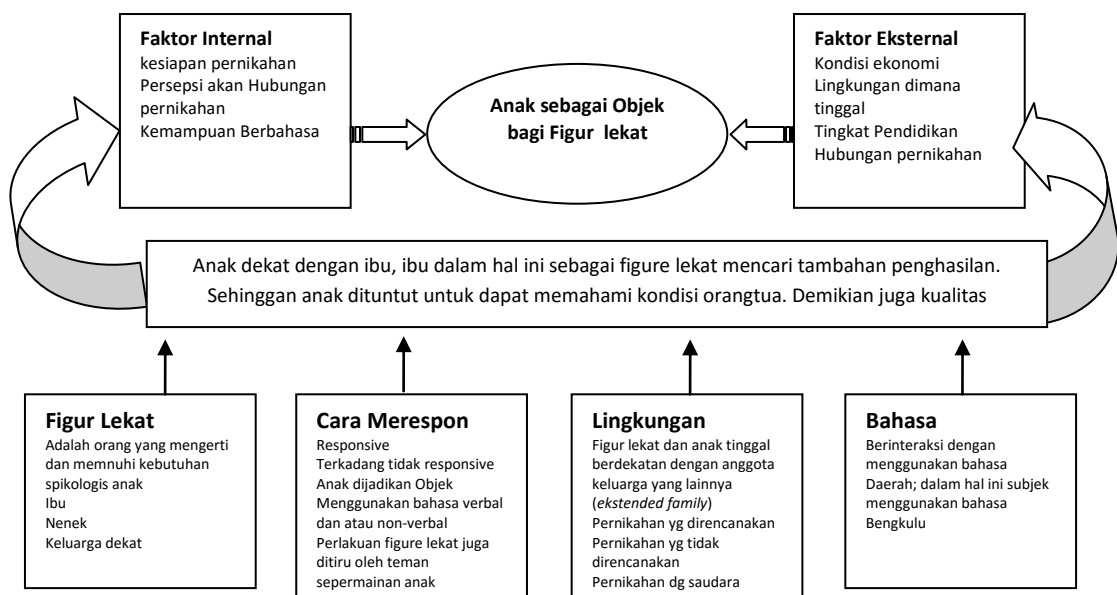 Faktor Internal
kesiapan pernikahan
Persepsi akan Hubungan
pernikahan
Kemampuan Berbahasa
Anak sebagai Objek
bagi Figur lekat
Faktor Eksternal
Kondisi ekonomi
Lingkungan dimana
tinggal
Tingkat Pendidikan
Hubungan pernikahan
Anak dekat dengan ibu, ibu dalam hal ini sebagai figure lekat mencari tambahan penghasilan.
Sehinggan anak dituntut untuk dapat memahami kondisi orangtua. Demikian juga kualitas
Figur Lekat
Adalah orang yang mengerti
dan memnuhi kebutuhan
spikologis anak
Ibu
Nenek
Keluarga dekat
Cara Merespon
Responsive
Terkadang tidak responsive
Anak dijadikan Objek
Menggunakan bahasa verbal
dan atau non-verbal
Perlakuan figure lekat juga
ditiru oleh teman
sepermainan anak
Lingkungan
Figur lekat dan anak tinggal
berdekatan dengan anggota
keluarga yang lainnya
(ekstended family)
Pernikahan yg direncanakan
Pernikahan yg tidak
direncanakan
Pernikahan dg saudara
Bahasa
Berinteraksi dengan
menggunakan bahasa
Daerah; dalam hal ini subjek
menggunakan bahasa
Bengkulu